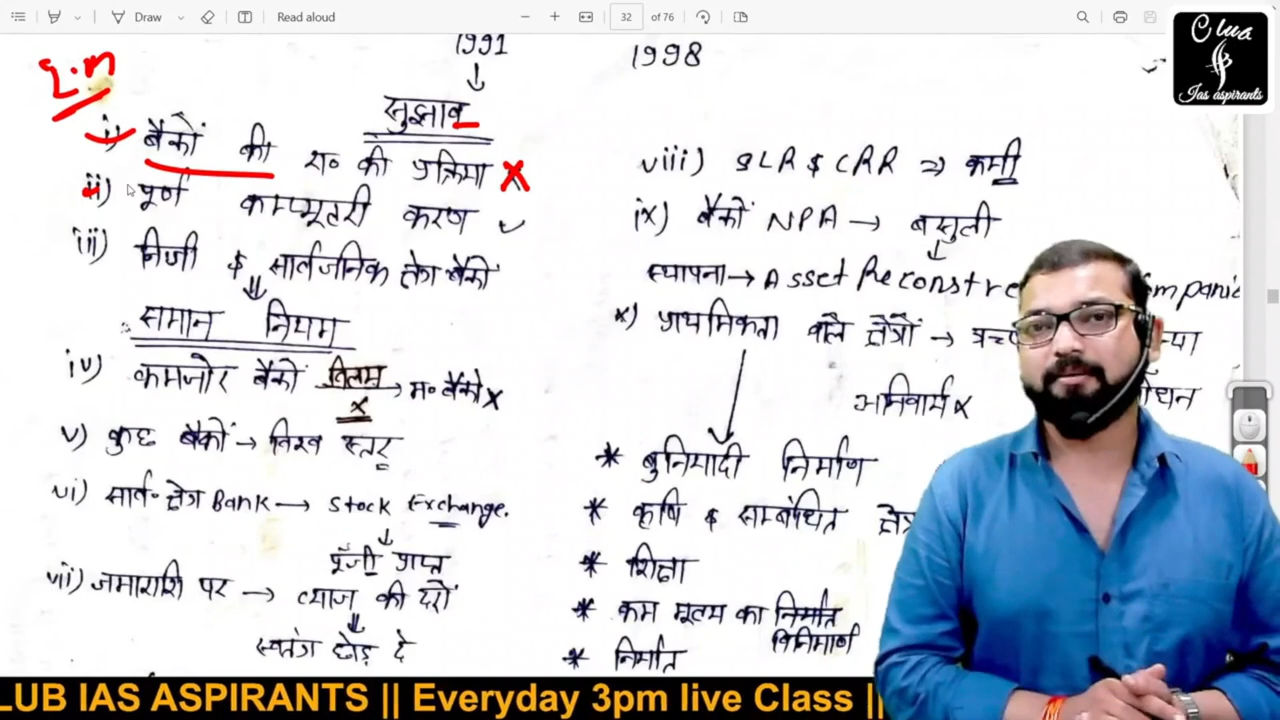 Draw
Read aloud
32 of 76
Club
Ias aspirants
1991
1998
Q.M
सुझाव
i) बैंकों की रा० की प्रक्रिया X
ii) पूर्ण कम्प्यूटरी करण
iii) निजी & सार्वजनिक क्षेत्र बैंकों
समान नियम
iv) कमजोर बैंकों विलय → म० बैंको X
X
v) कुछ बैंकों → विश्व स्तर
vi) सार्व० क्षेत्र Bank → Stock Exchange.
पूँजी प्राप्त
vii) जमाराशि पर → ब्याज की दरों
स्वतंत्र छोड़ दे
viii) SLR & CRR ⇒ कमी
ix) बैंकों NPA → वसूली
स्थापना → Asset Reconstr
x) प्राथमिकता वाले क्षेत्रों →
अनिवार्य X
* बुनियादी निर्माण
* कृषि & सम्बंधित क्षेत्र
* शिक्षा
* कम मूल्य का निर्माण
विनिर्माण
* निर्यात
LUB IAS ASPIRANTS || Everyday 3pm live Class ||